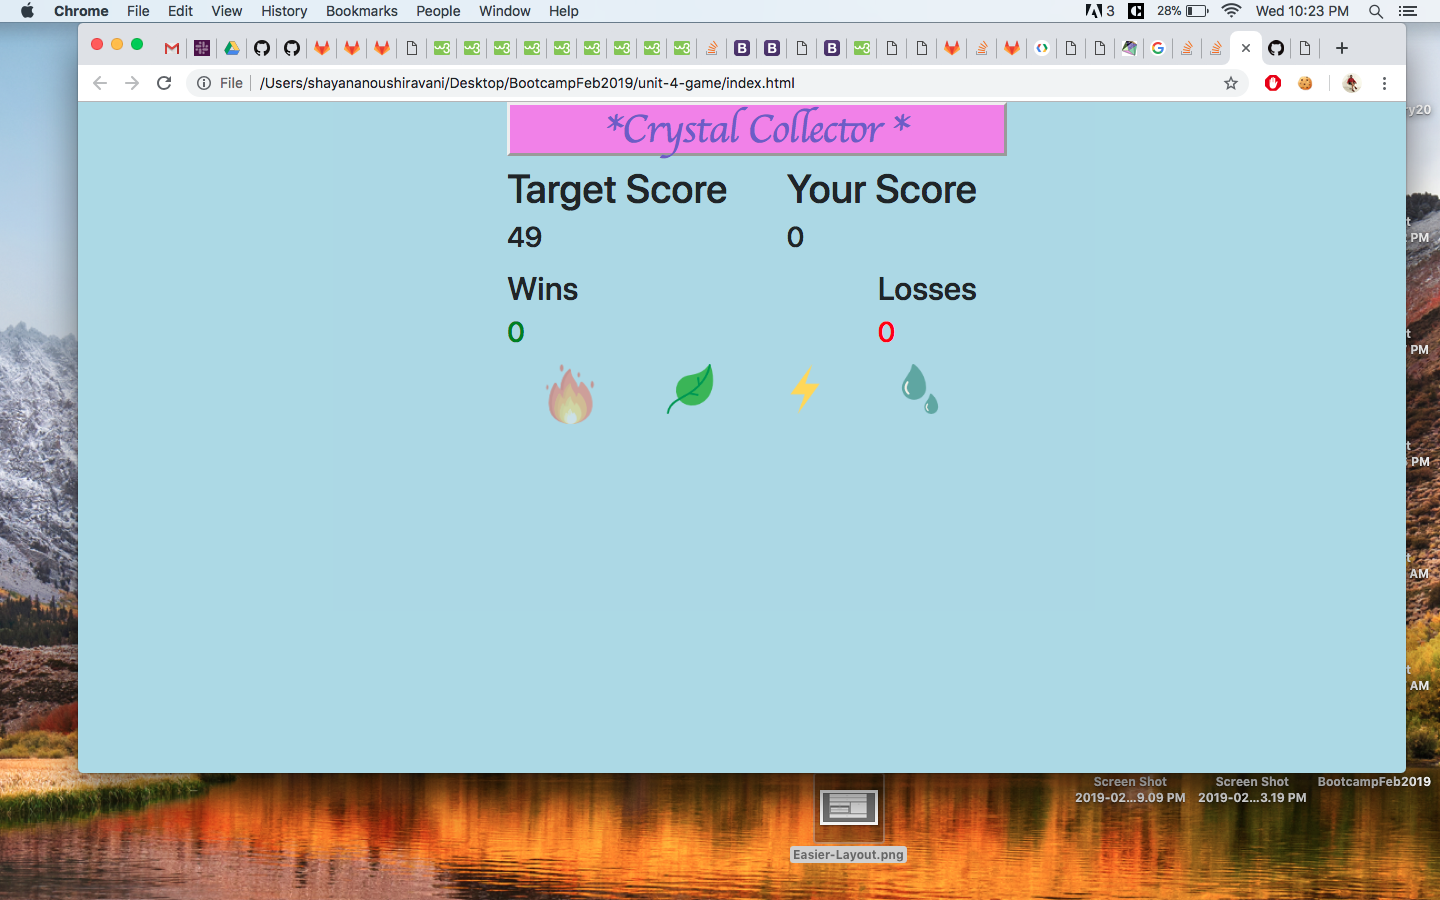 Chrome File Edit View History Bookmarks People Window Help 3 28% Wed 10:23 PM
File /Users/shayananoushiravani/Desktop/BootcampFeb2019/unit-4-game/index.html
*Crystal Collector *
Target Score Your Score
49 0
Wins Losses
0 0
Screen Shot
2019-02...9.09 PM
Screen Shot
2019-02...3.19 PM
BootcampFeb2019
Easier-Layout.png